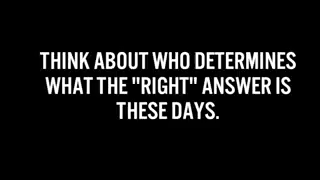 THINK ABOUT WHO DETERMINES
WHAT THE "RIGHT" ANSWER IS
THESE DAYS.